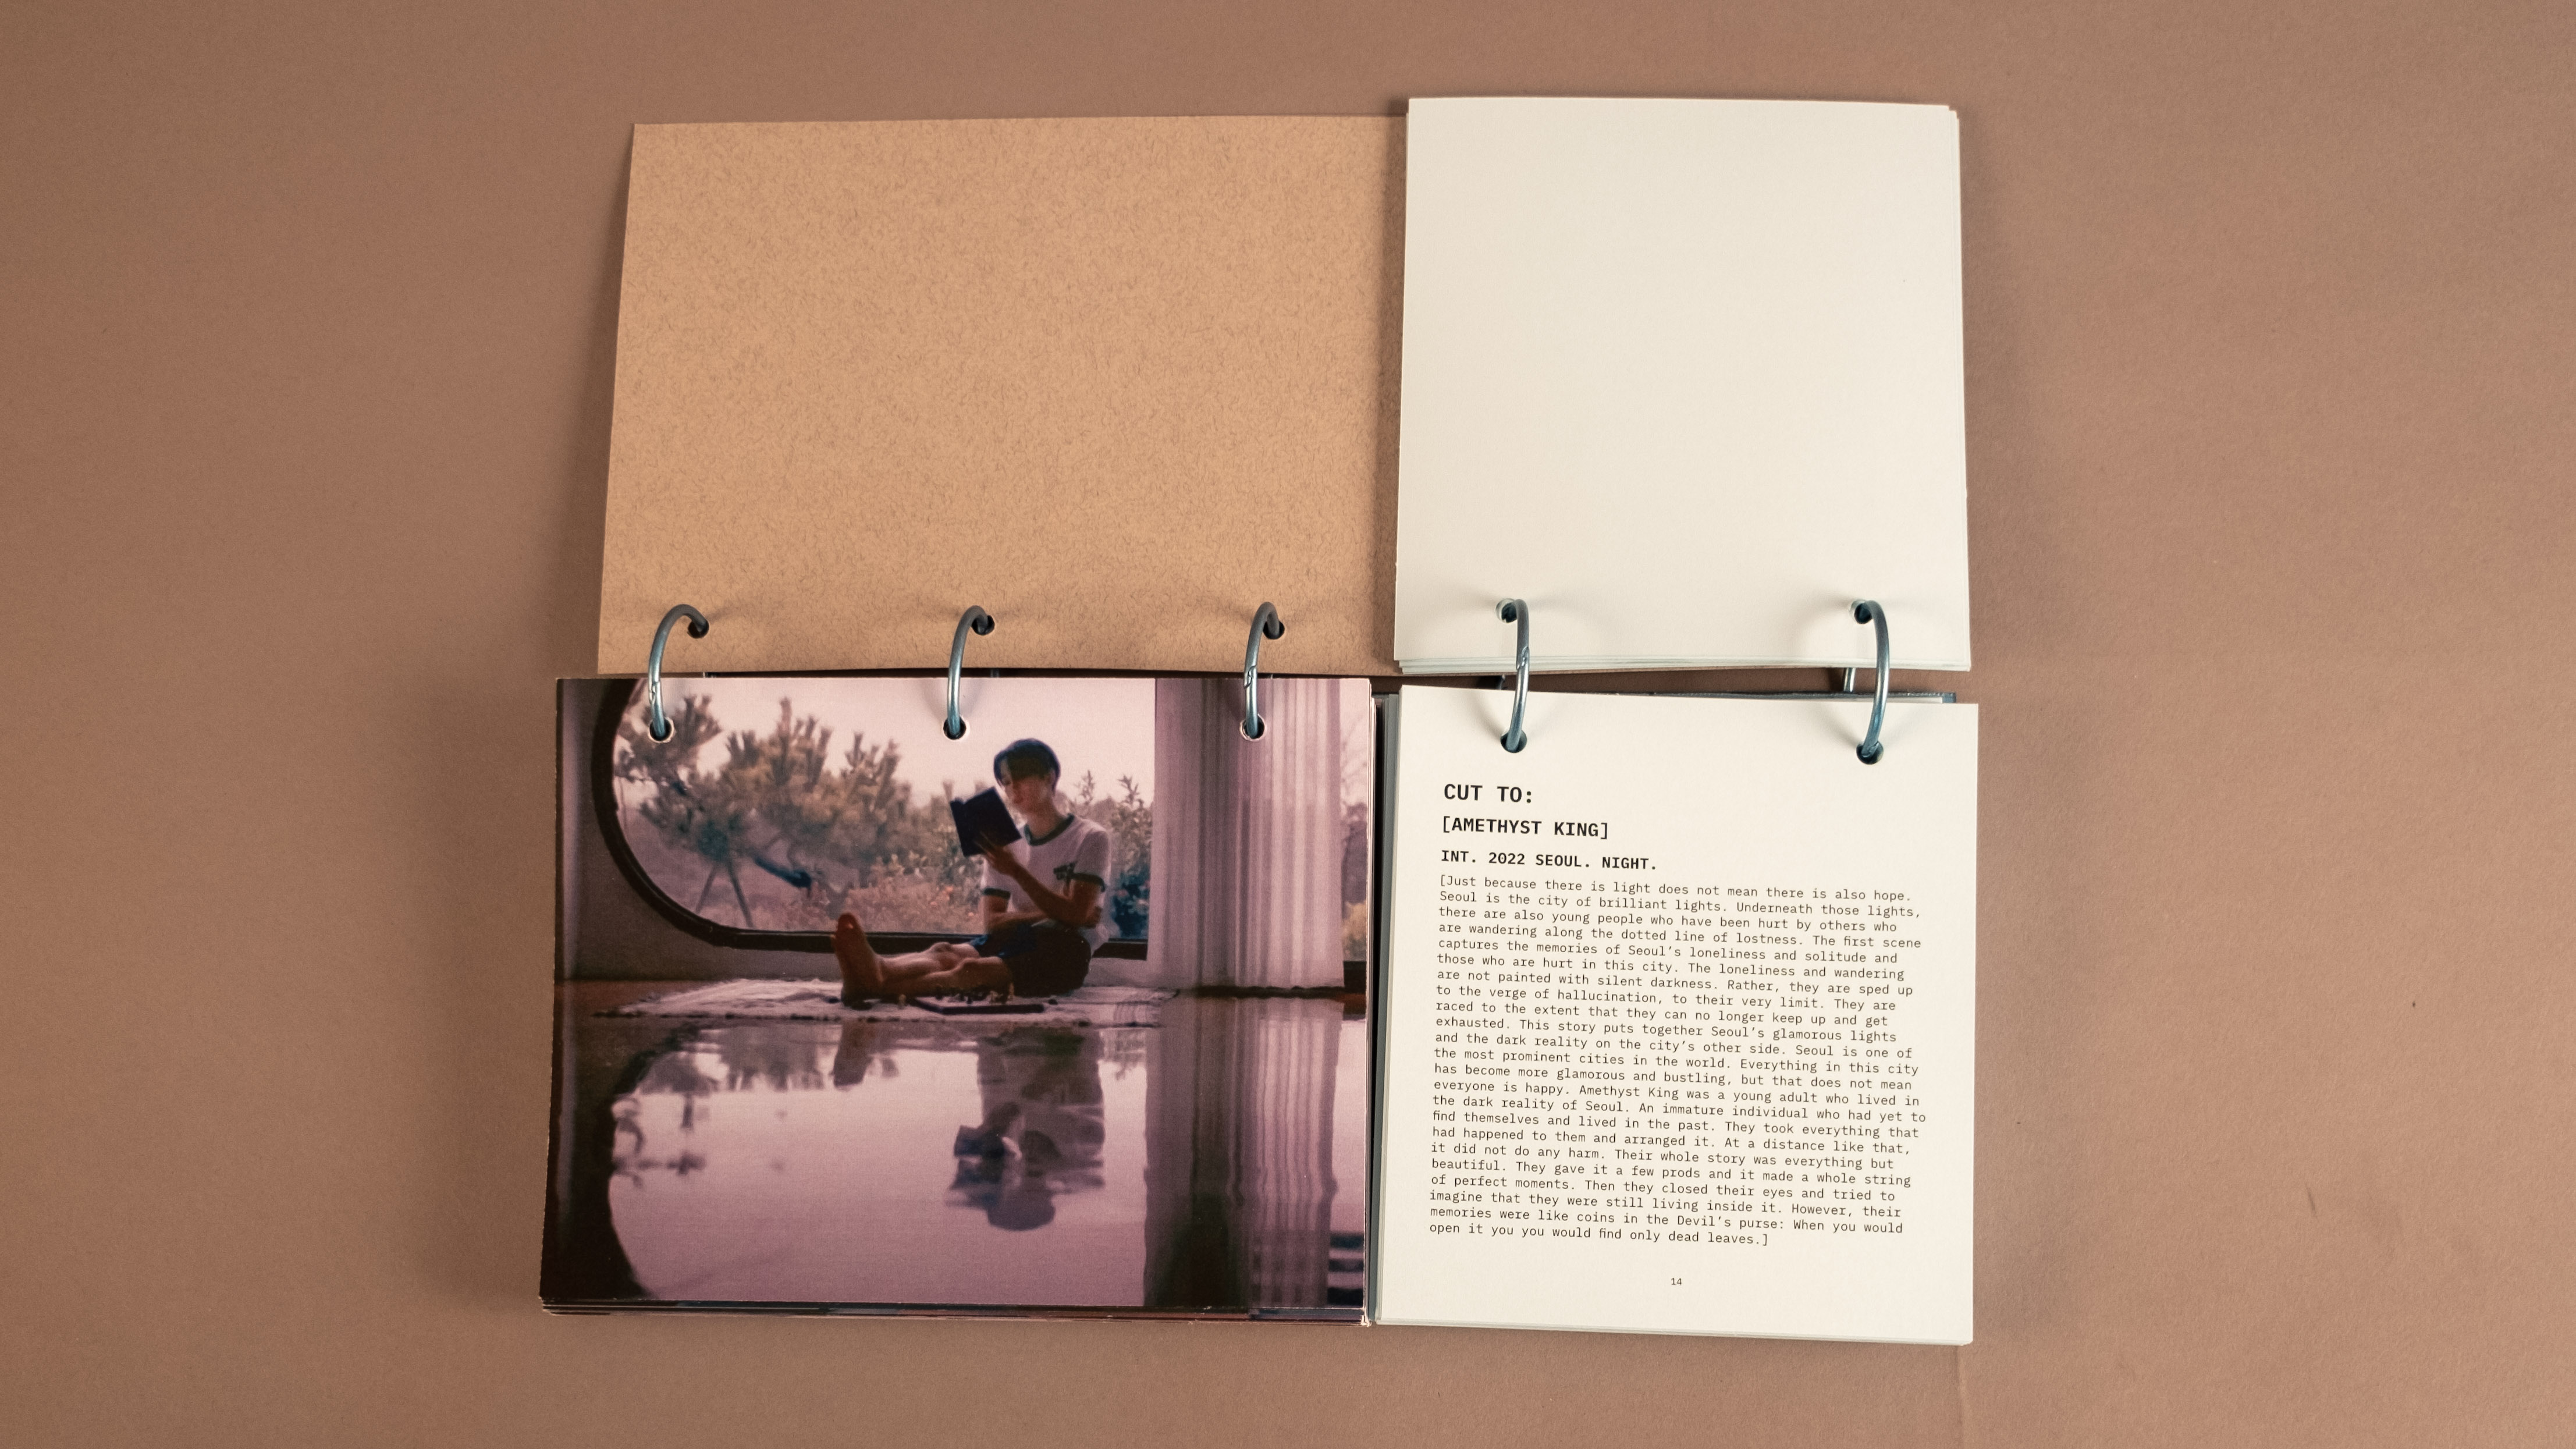 CUT TO:
[AMETHYST KING]
INT. 2022 SEOUL. NIGHT.
[Just because there is light does not mean there is also hope.
Seoul is the city of brilliant lights. Underneath those lights,
there are also young people who have been hurt by others who
are wandering along the dotted line of lostness. The first scene
captures the memories of Seoul's loneliness and solitude and
those who are hurt in this city. The loneliness and wandering
are not painted with silent darkness. Rather, they are sped up
to the verge of hallucination, to their very limit. They are
raced to the extent that they can no longer keep up and get
exhausted. This story puts together Seoul's glamorous lights
and the dark reality on the city's other side. Seoul is one of
the most prominent cities in the world. Everything in this city
has become more glamorous and bustling, but that does not mean
everyone is happy. Amethyst King was a young adult who lived in
the dark reality of Seoul. An immature individual who had yet to
find themselves and lived in the past. They took everything that
had happened to them and arranged it. At a distance like that,
it did not do any harm. Their whole story was everything but
beautiful. They gave it a few prods and it made a whole string
of perfect moments. Then they closed their eyes and tried to
imagine that they were still living inside it. However, their
memories were like coins in the Devil's purse: When you would
open it you you would find only dead leaves.]
14